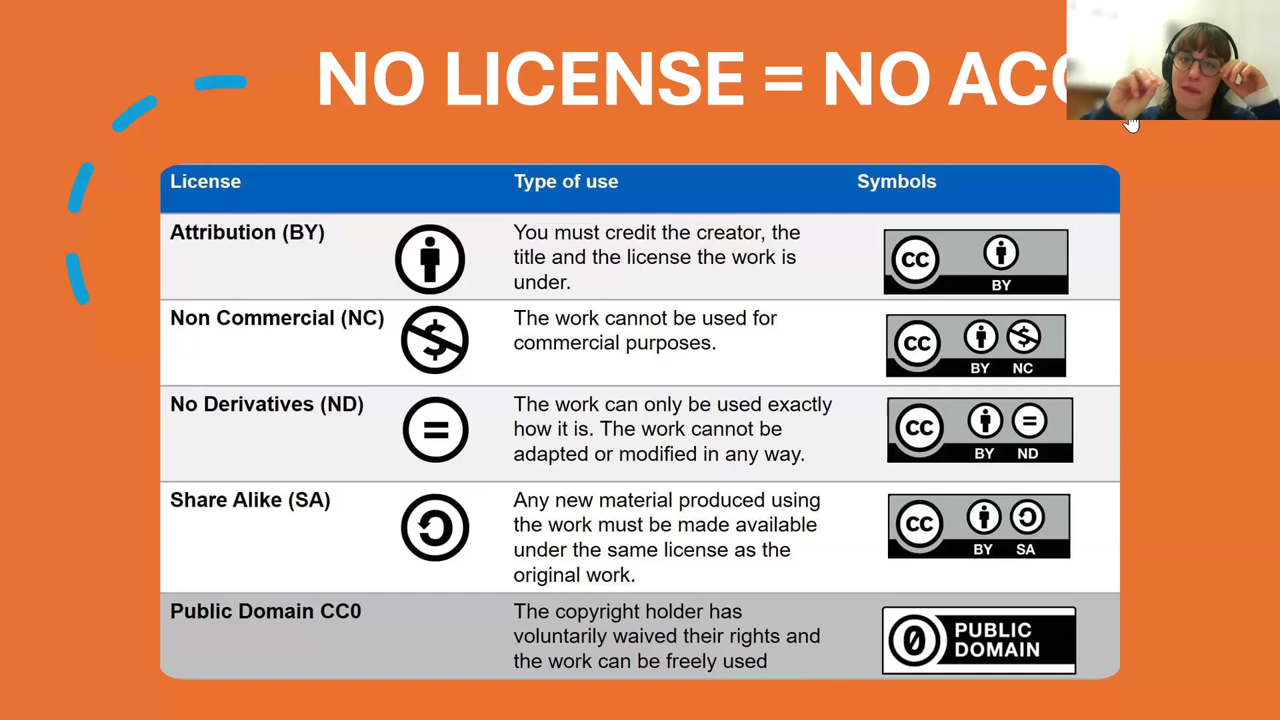 NO LICENSE = NO
License Type of use Symbols
Attribution (BY)
You must credit the creator, the
title and the license the work is
under.
CC
BY
Non Commercial (NC)
$
The work cannot be used for
commercial purposes.
CC $
BY NC
No Derivatives (ND)
=
The work can only be used exactly
how it is. The work cannot be
adapted or modified in any way.
CC =
BY ND
Share Alike (SA)
Any new material produced using
the work must be made available
under the same license as the
original work.
CC
BY SA
Public Domain CC0
The copyright holder has
voluntarily waived their rights and
the work can be freely used
0 PUBLIC
DOMAIN